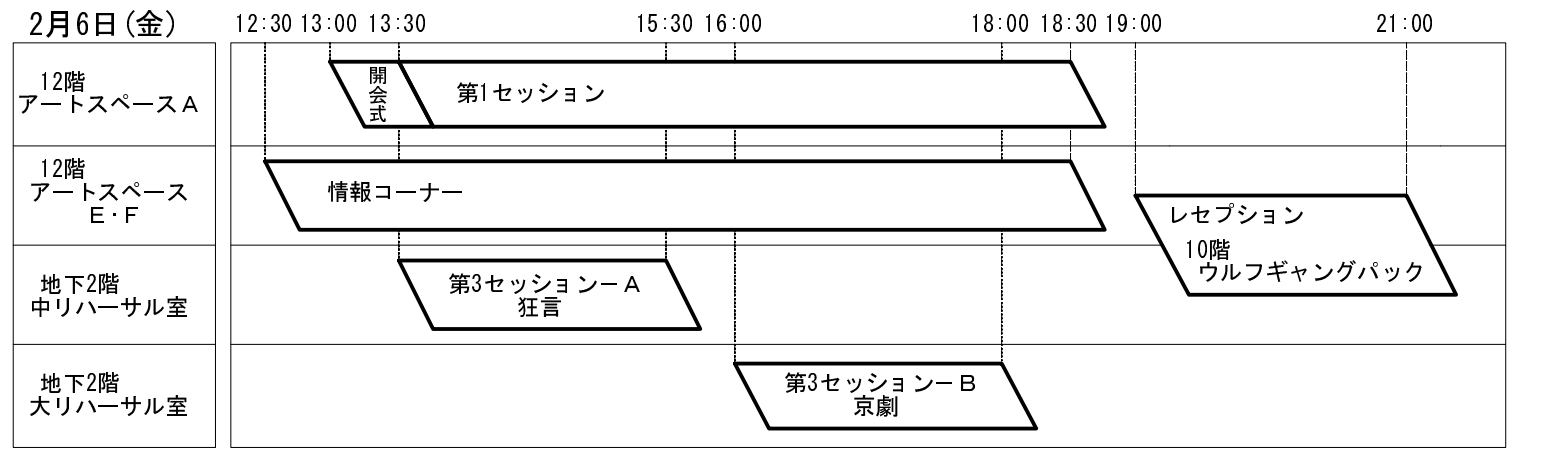 2月6日(金)
12:30 13:00 13:30 15:30 16:00 18:00 18:30 19:00 21:00
12階
アートスペースA
開会式
第1セッション
12階
アートスペース
E・F
情報コーナー
レセプション
10階
ウルフギャングパック
地下2階
中リハーサル室
第3セッション−A
狂言
地下2階
大リハーサル室
第3セッション−B
京劇